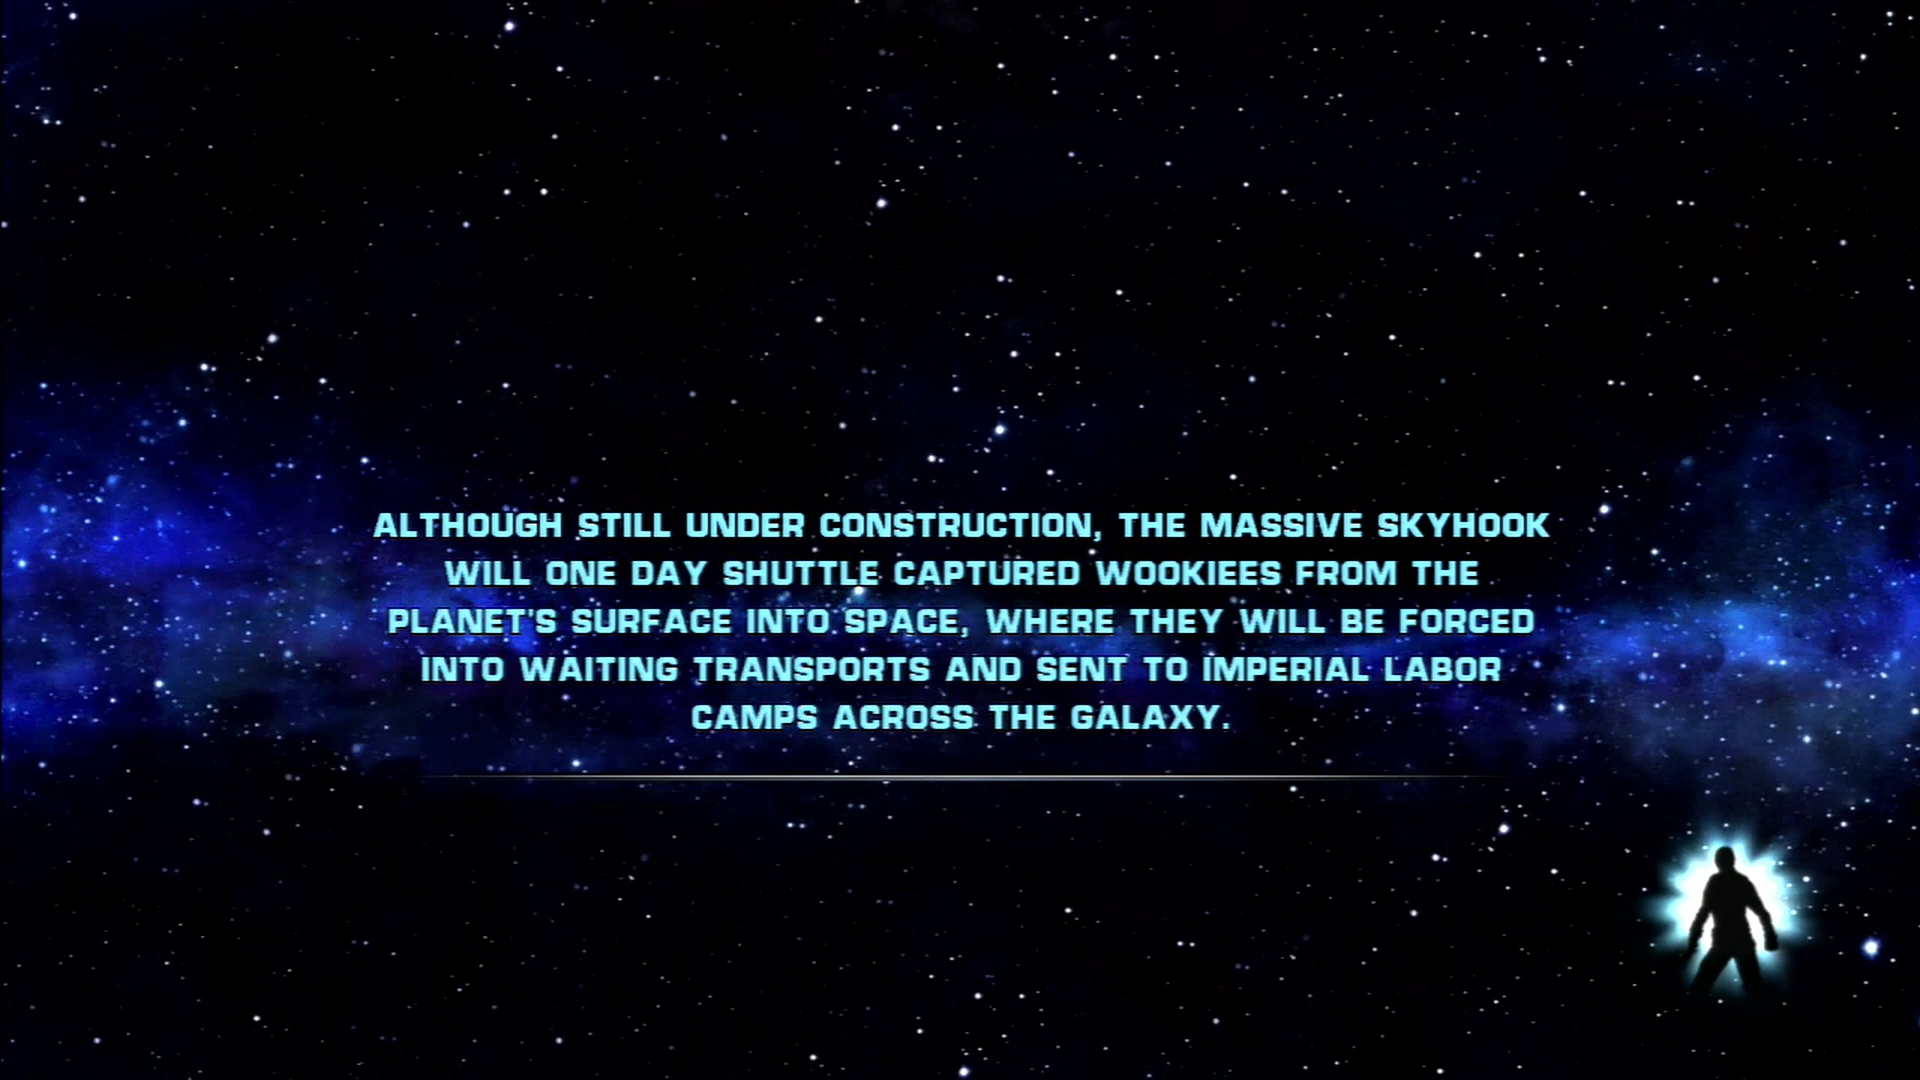 ALTHOUGH STILL UNDER CONSTRUCTION, THE MASSIVE SKYHOOK
WILL ONE DAY SHUTTLE CAPTURED WOOKIEES FROM THE
PLANET'S SURFACE INTO SPACE, WHERE THEY WILL BE FORCED
INTO WAITING TRANSPORTS AND SENT TO IMPERIAL LABOR
CAMPS ACROSS THE GALAXY.